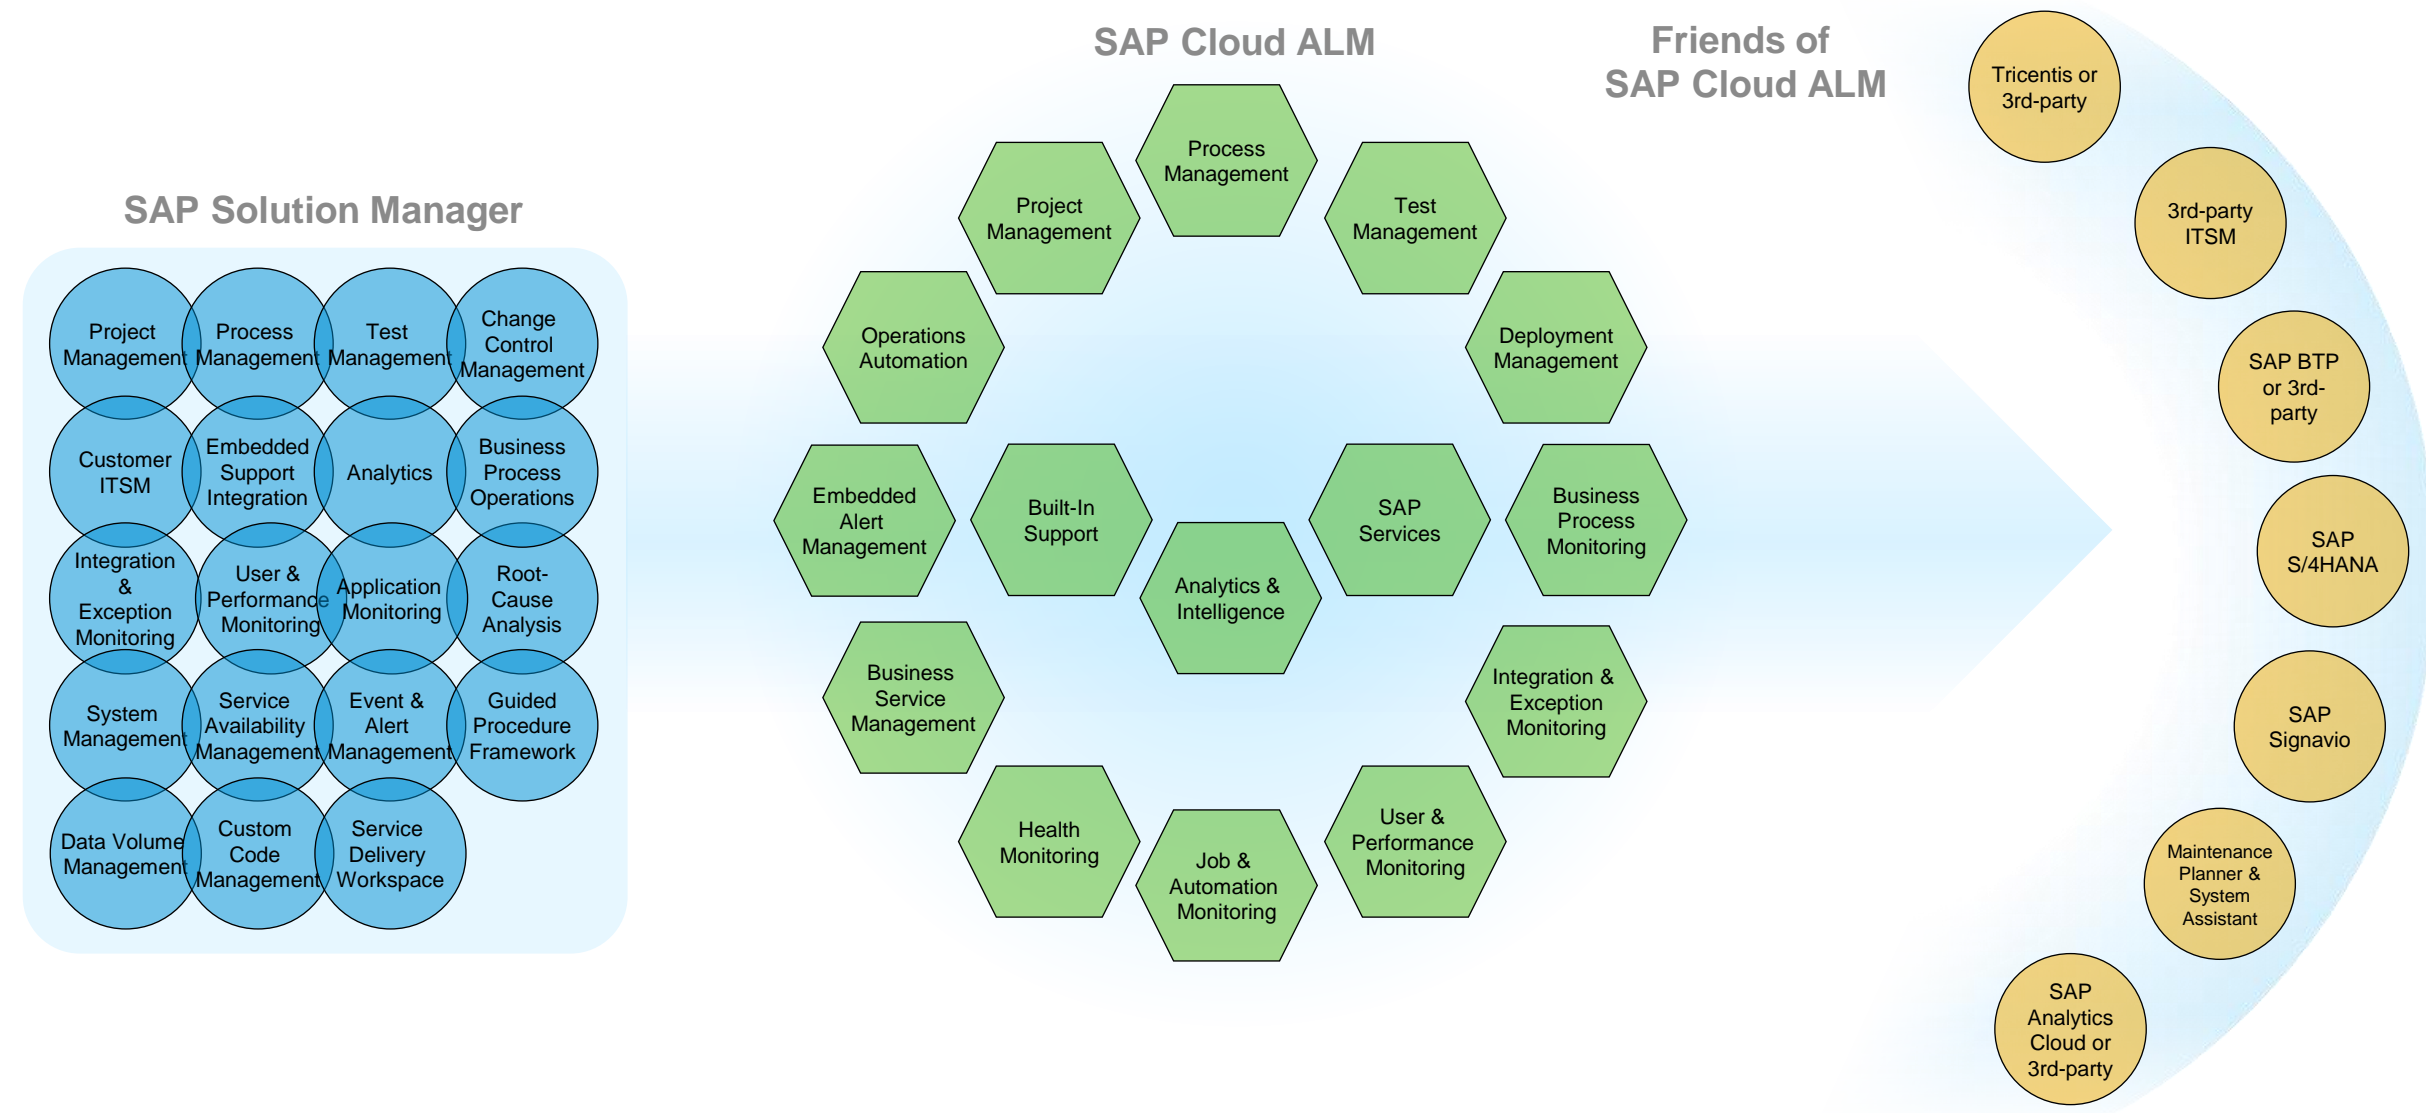 SAP Solution Manager
Project
Management
Process
Management
Test
Management
Change
Control
Management
Customer
ITSM
Embedded
Support
Integration
Analytics
Business
Process
Operations
Integration
&
Exception
Monitoring
User &
Performance
Monitoring
Application
Monitoring
Root-
Cause
Analysis
System
Management
Service
Availability
Management
Event &
Alert
Management
Guided
Procedure
Framework
Data Volume
Management
Custom
Code
Management
Service
Delivery
Workspace
SAP Cloud ALM
Process
Management
Project
Management
Test
Management
Operations
Automation
Deployment
Management
Embedded
Alert
Management
Built-In
Support
Analytics &
Intelligence
SAP
Services
Business
Process
Monitoring
Business
Service
Management
Integration &
Exception
Monitoring
Health
Monitoring
Job &
Automation
Monitoring
User &
Performance
Monitoring
Friends of
SAP Cloud ALM
Tricentis or
3rd-party
3rd-party
ITSM
SAP BTP
or 3rd-
party
SAP
S/4HANA
SAP
Signavio
Maintenance
Planner &
System
Assistant
SAP
Analytics
Cloud or
3rd-party